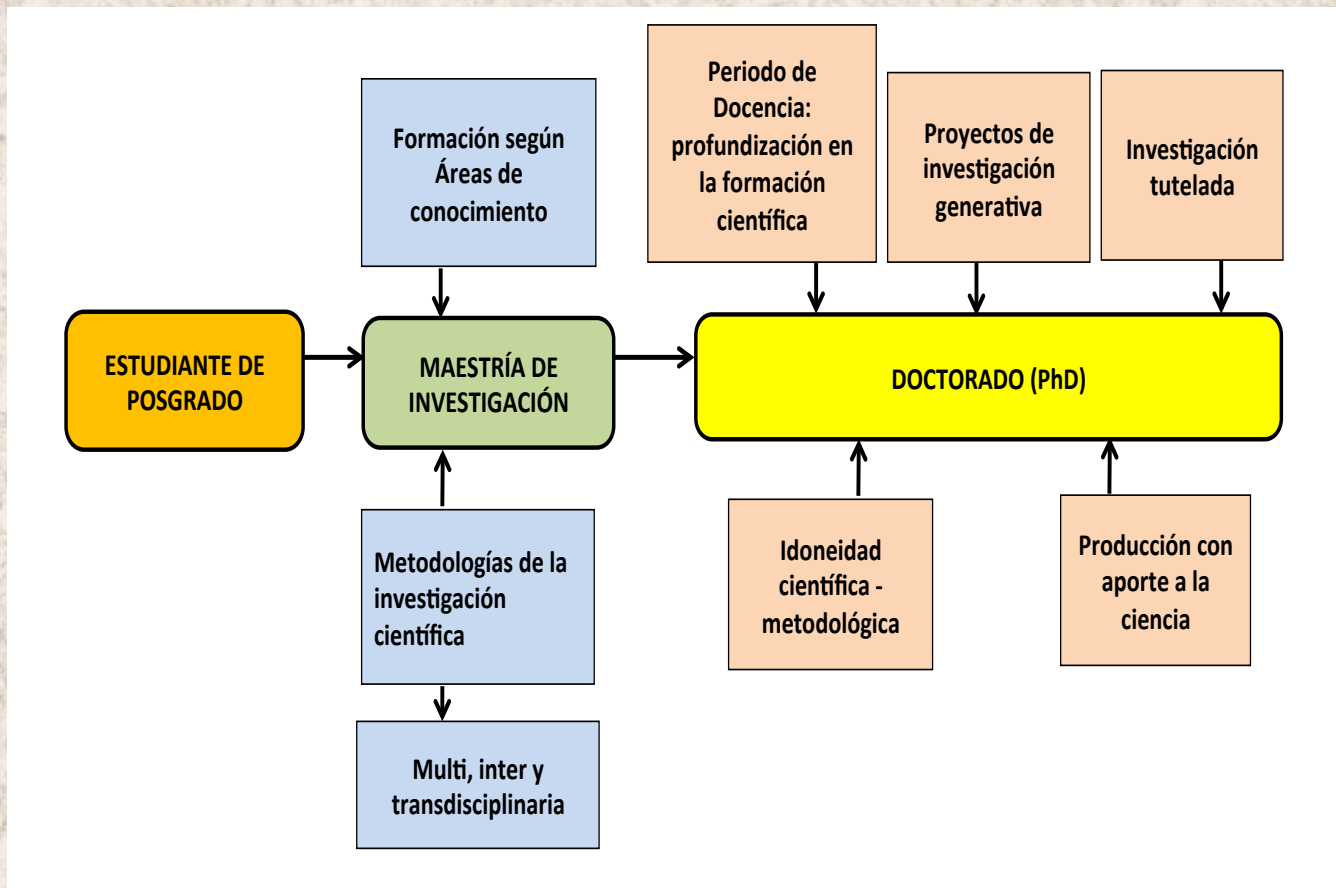 Formación según
Áreas de
conocimiento
Periodo de
Docencia:
profundización en
la formación
científica
Proyectos de
investigación
generativa
Investigación
tutelada
ESTUDIANTE DE
POSGRADO
MAESTRÍA DE
INVESTIGACIÓN
DOCTORADO (PhD)
Metodologías de la
investigación
científica
Idoneidad
científica -
metodológica
Producción con
aporte a la
ciencia
Multi, inter y
transdisciplinaria